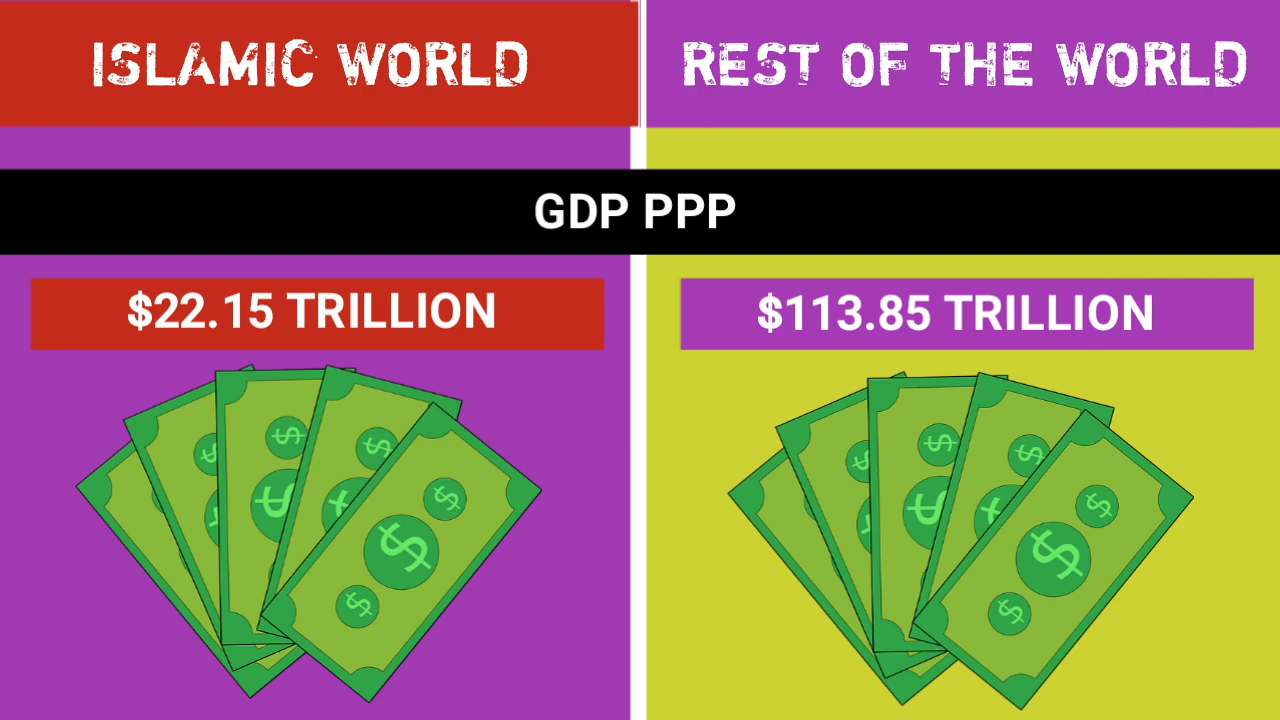 ISLAMIC WORLD
REST OF THE WORLD
GDP PPP
$22.15 TRILLION
$113.85 TRILLION
$ $ $ $ $ $
$ $ $ $ $ $